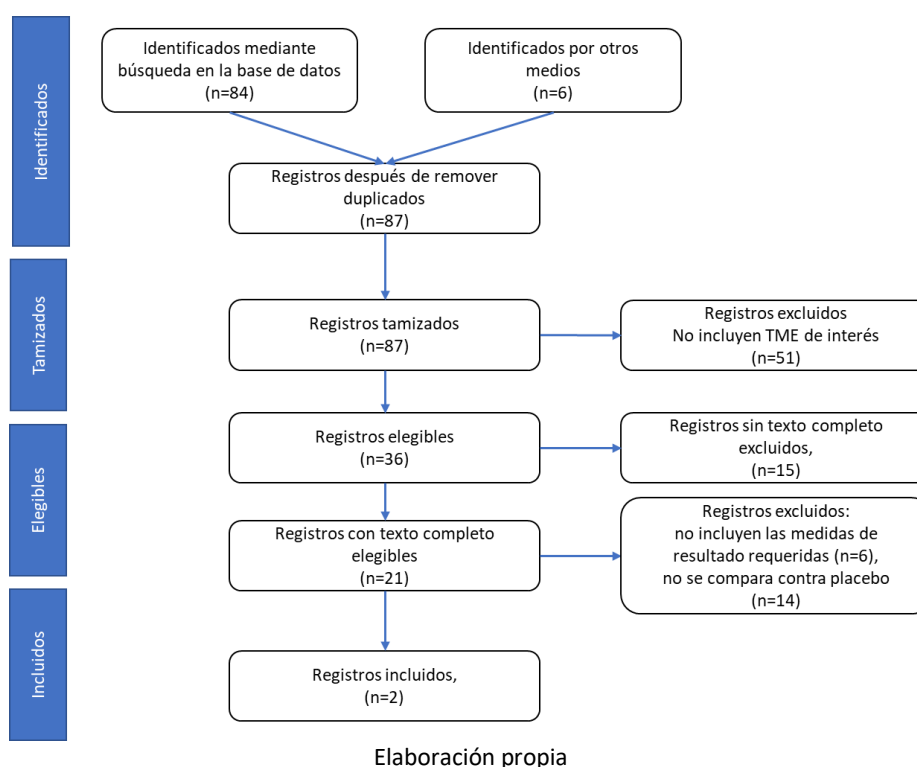 Identificados
Identificados mediante
búsqueda en la base de datos
(n=84)
Identificados por otros
medios
(n=6)
Registros después de remover
duplicados
(n=87)
Tamizados
Registros tamizados
(n=87)
Registros excluidos
No incluyen TME de interés
(n=51)
Elegibles
Registros elegibles
(n=36)
Registros sin texto completo
excluidos,
(n=15)
Registros con texto completo
elegibles
(n=21)
Registros excluidos:
no incluyen las medidas de
resultado requeridas (n=6),
no se compara contra placebo
(n=14)
Incluidos
Registros incluidos,
(n=2)
Elaboración propia